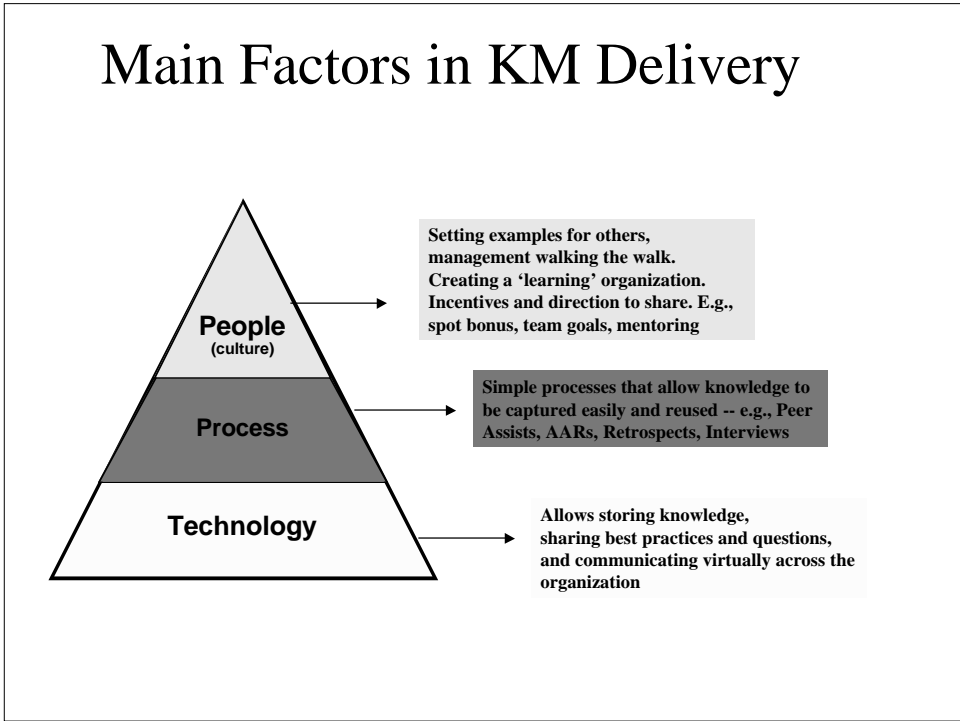 Main Factors in KM Delivery
People
(culture)
Setting examples for others,
management walking the walk.
Creating a ‘learning’ organization.
Incentives and direction to share. E.g.,
spot bonus, team goals, mentoring
Process
Simple processes that allow knowledge to
be captured easily and reused -- e.g., Peer
Assists, AARs, Retrospects, Interviews
Technology
Allows storing knowledge,
sharing best practices and questions,
and communicating virtually across the
organization